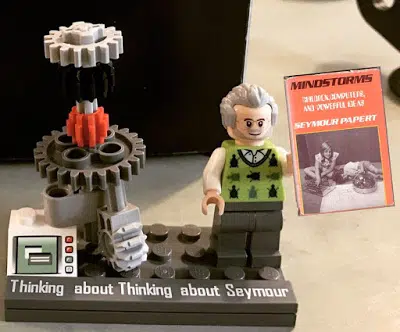 MINDSTORMS
CHILDREN, COMPUTERS,
AND POWERFUL IDEAS
SEYMOUR PAPERT
Thinking about Thinking about Seymour